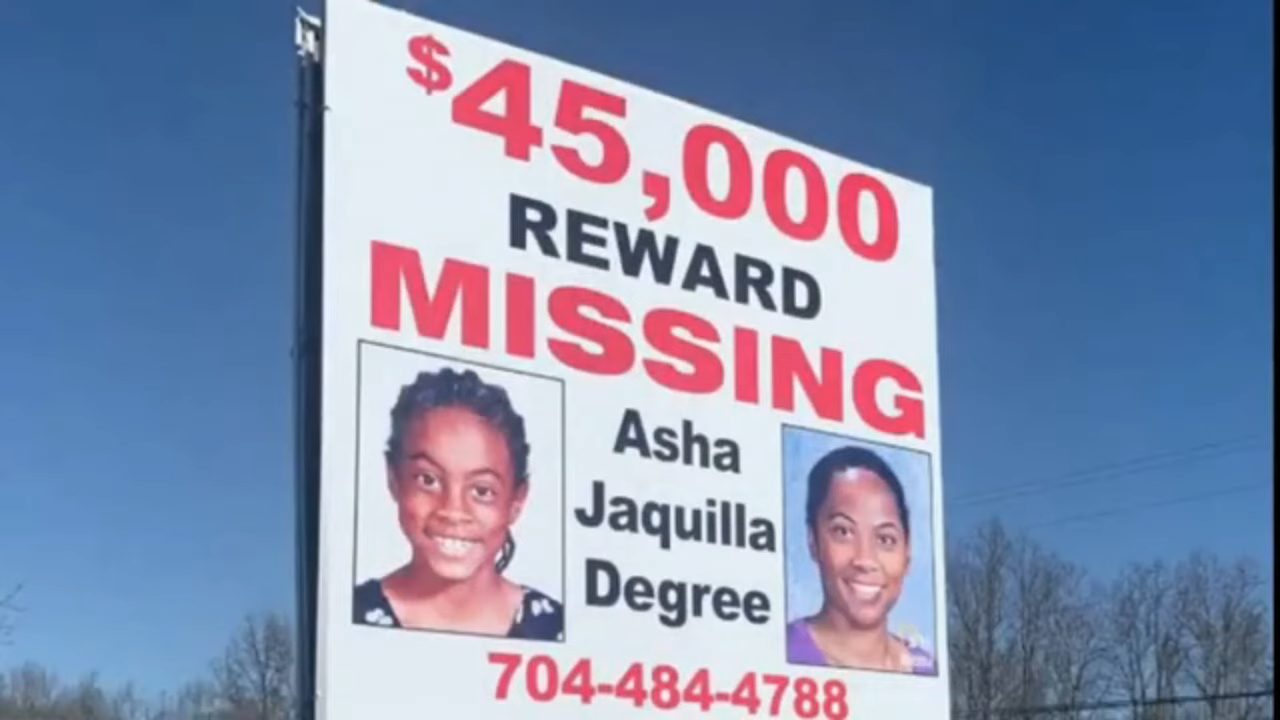 $45,000
REWARD
MISSING
Asha
Jaquilla
Degree
704-484-4788